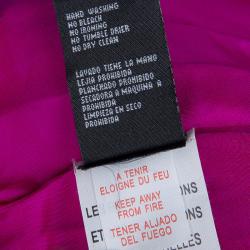 HAND WASHING
NO BLEACH
NO IRONING
NO TUMBLE DRIER
NO DRY CLEAN
LAVADO TIENE LA MANO
LEJIA PROHIBIDA
PLANCHADO PROHIBIDO
SECADORA A MAQUINA A
PROHIBIDA
LIMPIEZA EN SECO
PROHIBIDA
A TENIR
ELOIGNE DU FEU
KEEP AWAY
FROM FIRE
TENER ALJADO
DEL FUEGO